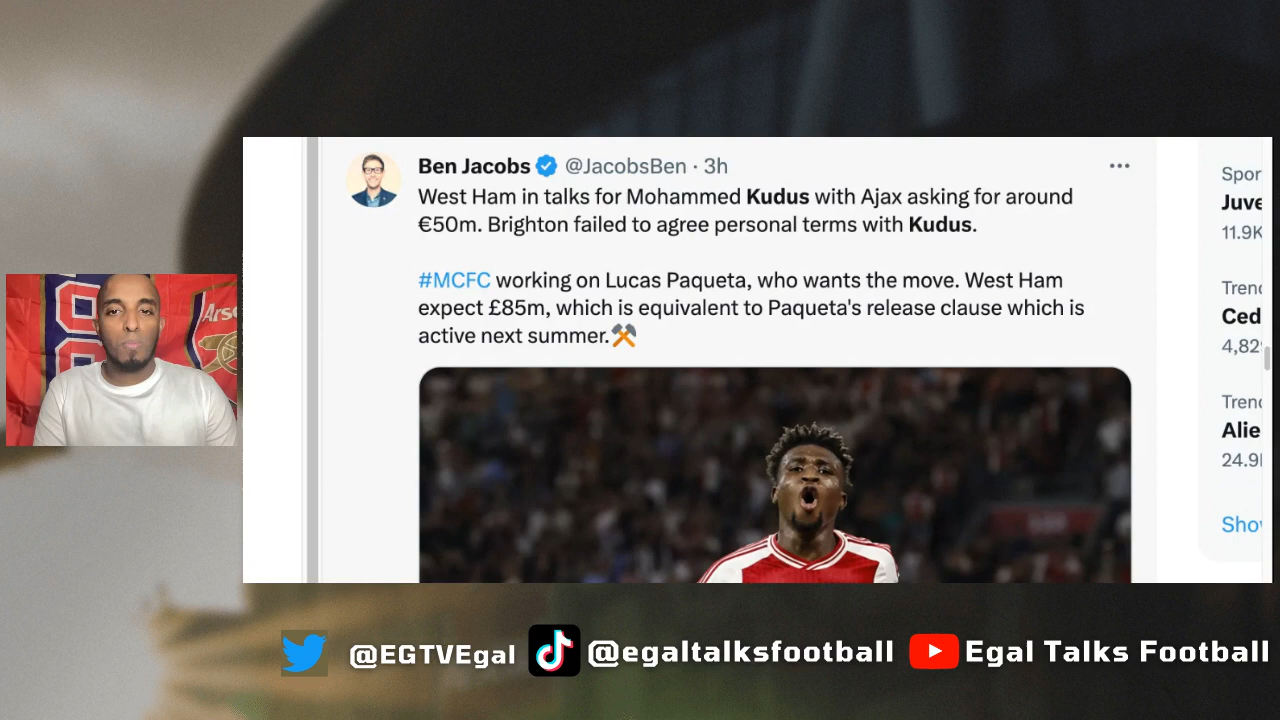 Ben Jacobs @JacobsBen · 3h
West Ham in talks for Mohammed Kudus with Ajax asking for around
€50m. Brighton failed to agree personal terms with Kudus.
#MCFC working on Lucas Paqueta, who wants the move. West Ham
expect £85m, which is equivalent to Paqueta's release clause which is
active next summer.⚒️
Spor
Juve
11.9K
Trend
Ced
4,82
Trend
Alie
24.9
Show
Arse
@EGTVEgal @egaltalksfootball Egal Talks Football